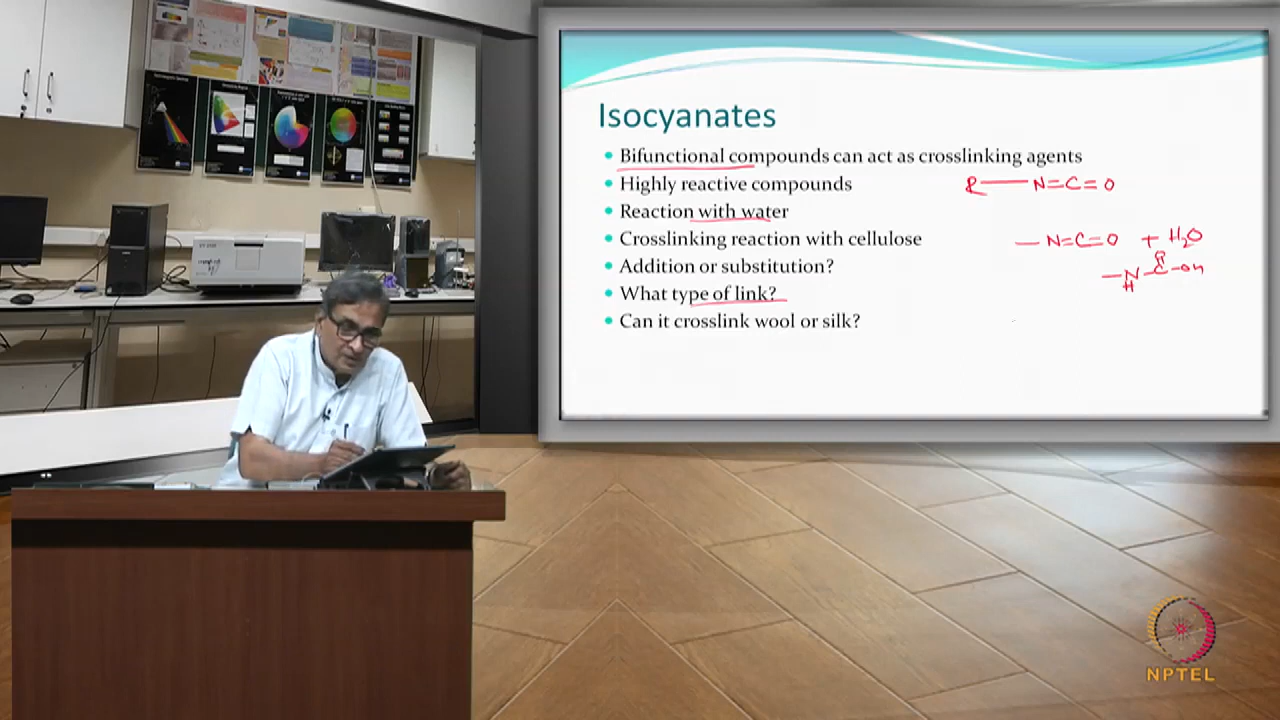 Isocyanates
• Bifunctional compounds can act as crosslinking agents
• Highly reactive compounds
R—N=C=O
• Reaction with water
• Crosslinking reaction with cellulose
—N=C=O + H₂O
• Addition or substitution?
• What type of link?
• Can it crosslink wool or silk?
NPTEL